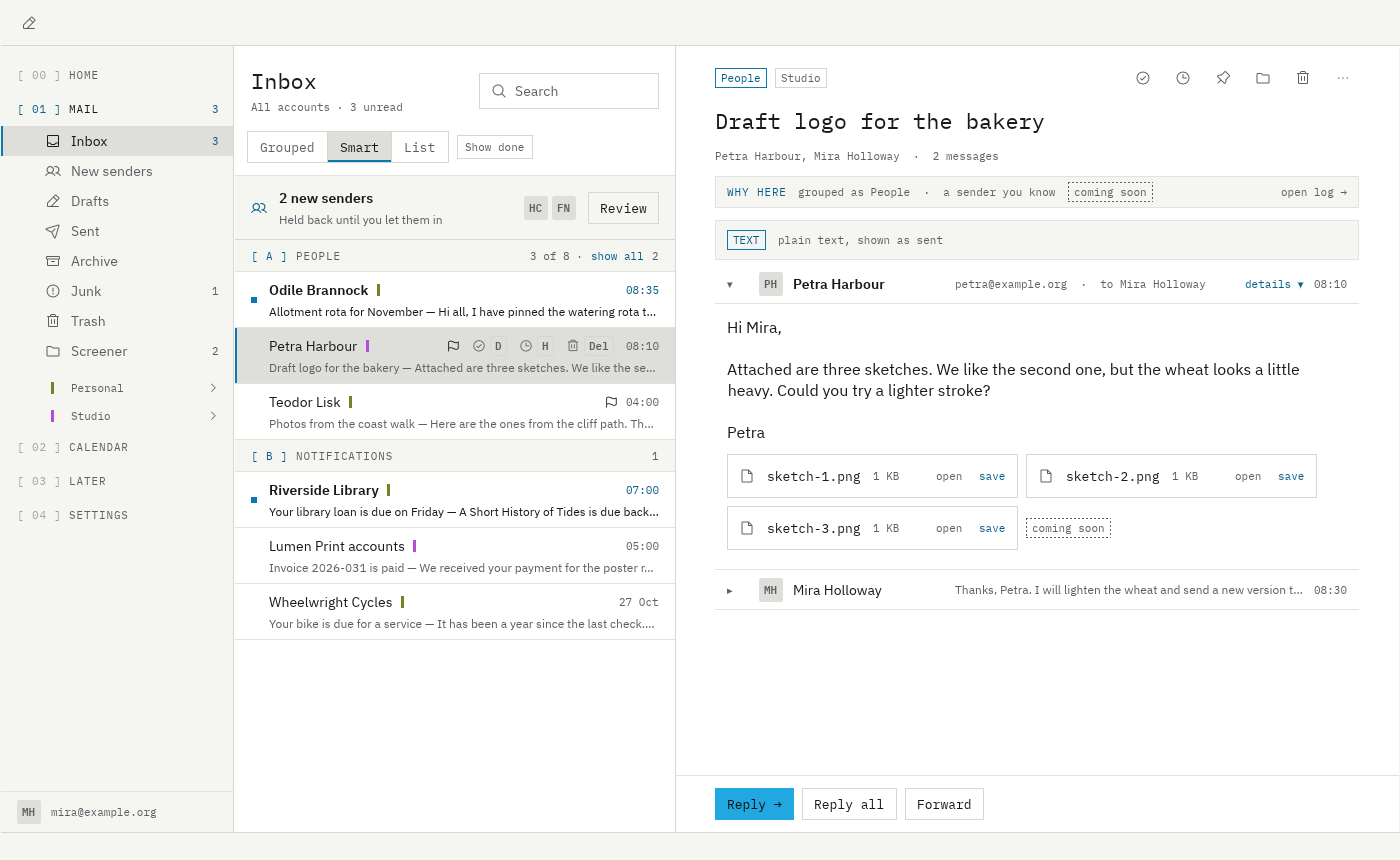 [ 00 ] HOME
[ 01 ] MAIL 3
Inbox 3
New senders
Drafts
Sent
Archive
Junk 1
Trash
Screener 2
Personal
Studio
[ 02 ] CALENDAR
[ 03 ] LATER
[ 04 ] SETTINGS
MH mira@example.org
Inbox
All accounts · 3 unread
Search
Grouped Smart List Show done
2 new senders
Held back until you let them in
HC FN Review
[ A ] PEOPLE 3 of 8 · show all 2
Odile Brannock 08:35
Allotment rota for November — Hi all, I have pinned the watering rota t…
Petra Harbour D H Del 08:10
Draft logo for the bakery — Attached are three sketches. We like the se…
Teodor Lisk 04:00
Photos from the coast walk — Here are the ones from the cliff path. Th…
[ B ] NOTIFICATIONS 1
Riverside Library 07:00
Your library loan is due on Friday — A Short History of Tides is due back…
Lumen Print accounts 05:00
Invoice 2026-031 is paid — We received your payment for the poster r…
Wheelwright Cycles 27 Oct
Your bike is due for a service — It has been a year since the last check.…
People Studio ···
Draft logo for the bakery
Petra Harbour, Mira Holloway · 2 messages
WHY HERE grouped as People · a sender you know coming soon open log →
TEXT plain text, shown as sent
▾ PH Petra Harbour petra@example.org · to Mira Holloway details ▾ 08:10
Hi Mira,
Attached are three sketches. We like the second one, but the wheat looks a little
heavy. Could you try a lighter stroke?
Petra
sketch-1.png 1 KB open save
sketch-2.png 1 KB open save
sketch-3.png 1 KB open save
coming soon
▸ MH Mira Holloway Thanks, Petra. I will lighten the wheat and send a new version t… 08:30
Reply → Reply all Forward